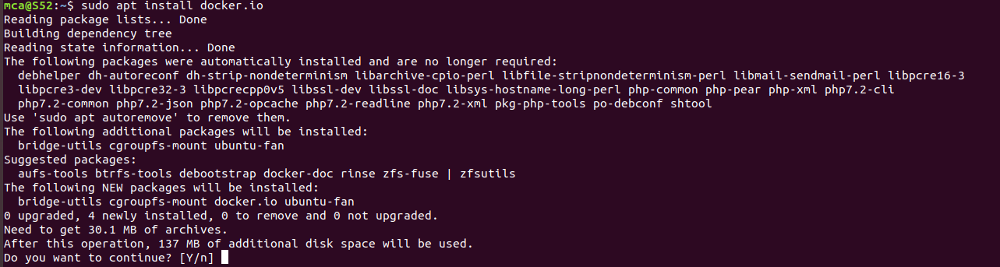 mca@S52:~$ sudo apt install docker.io
Reading package lists... Done
Building dependency tree
Reading state information... Done
The following packages were automatically installed and are no longer required:
  debhelper dh-autoreconf dh-strip-nondeterminism libarchive-cpio-perl libfile-stripnondeterminism-perl libmail-sendmail-perl libpcre16-3
  libpcre3-dev libpcre32-3 libpcrecpp0v5 libssl-dev libssl-doc libsys-hostname-long-perl php-common php-pear php-xml php7.2-cli
  php7.2-common php7.2-json php7.2-opcache php7.2-readline php7.2-xml pkg-php-tools po-debconf shtool
Use 'sudo apt autoremove' to remove them.
The following additional packages will be installed:
  bridge-utils cgroupfs-mount ubuntu-fan
Suggested packages:
  aufs-tools btrfs-tools debootstrap docker-doc rinse zfs-fuse | zfsutils
The following NEW packages will be installed:
  bridge-utils cgroupfs-mount docker.io ubuntu-fan
0 upgraded, 4 newly installed, 0 to remove and 0 not upgraded.
Need to get 30.1 MB of archives.
After this operation, 137 MB of additional disk space will be used.
Do you want to continue? [Y/n]